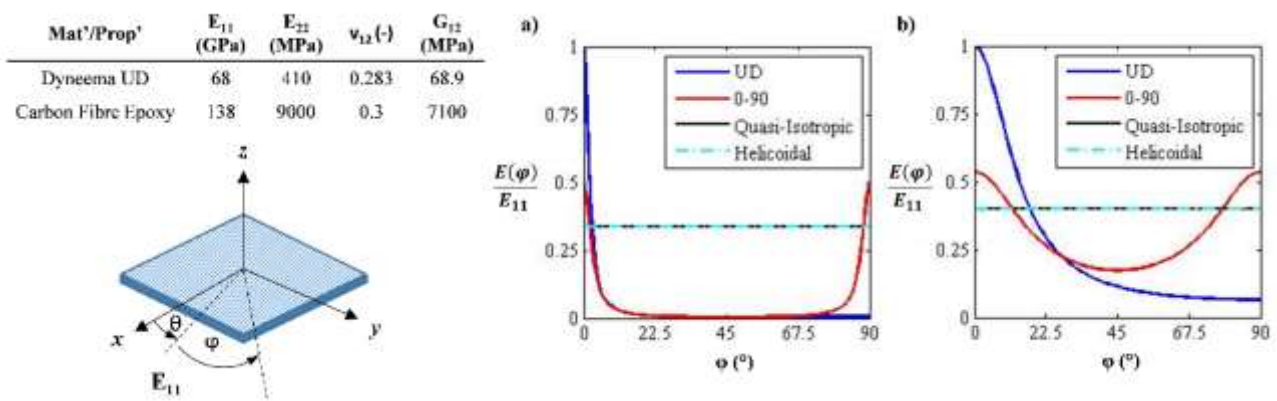 Mat'/Prop' E11 (GPa) E22 (MPa) ν12 (-) G12 (MPa)
Dyneema UD 68 410 0.283 68.9
Carbon Fibre Epoxy 138 9000 0.3 7100
z
x
θ
φ
y
E11
a)
1
0.75
0.5
0.25
0
E(φ)
E11
UD
0-90
Quasi-Isotropic
Helicoidal
0 22.5 45 67.5 90
φ (°)
b)
1
0.75
0.5
0.25
0
E(φ)
E11
UD
0-90
Quasi-Isotropic
Helicoidal
0 22.5 45 67.5 90
φ (°)